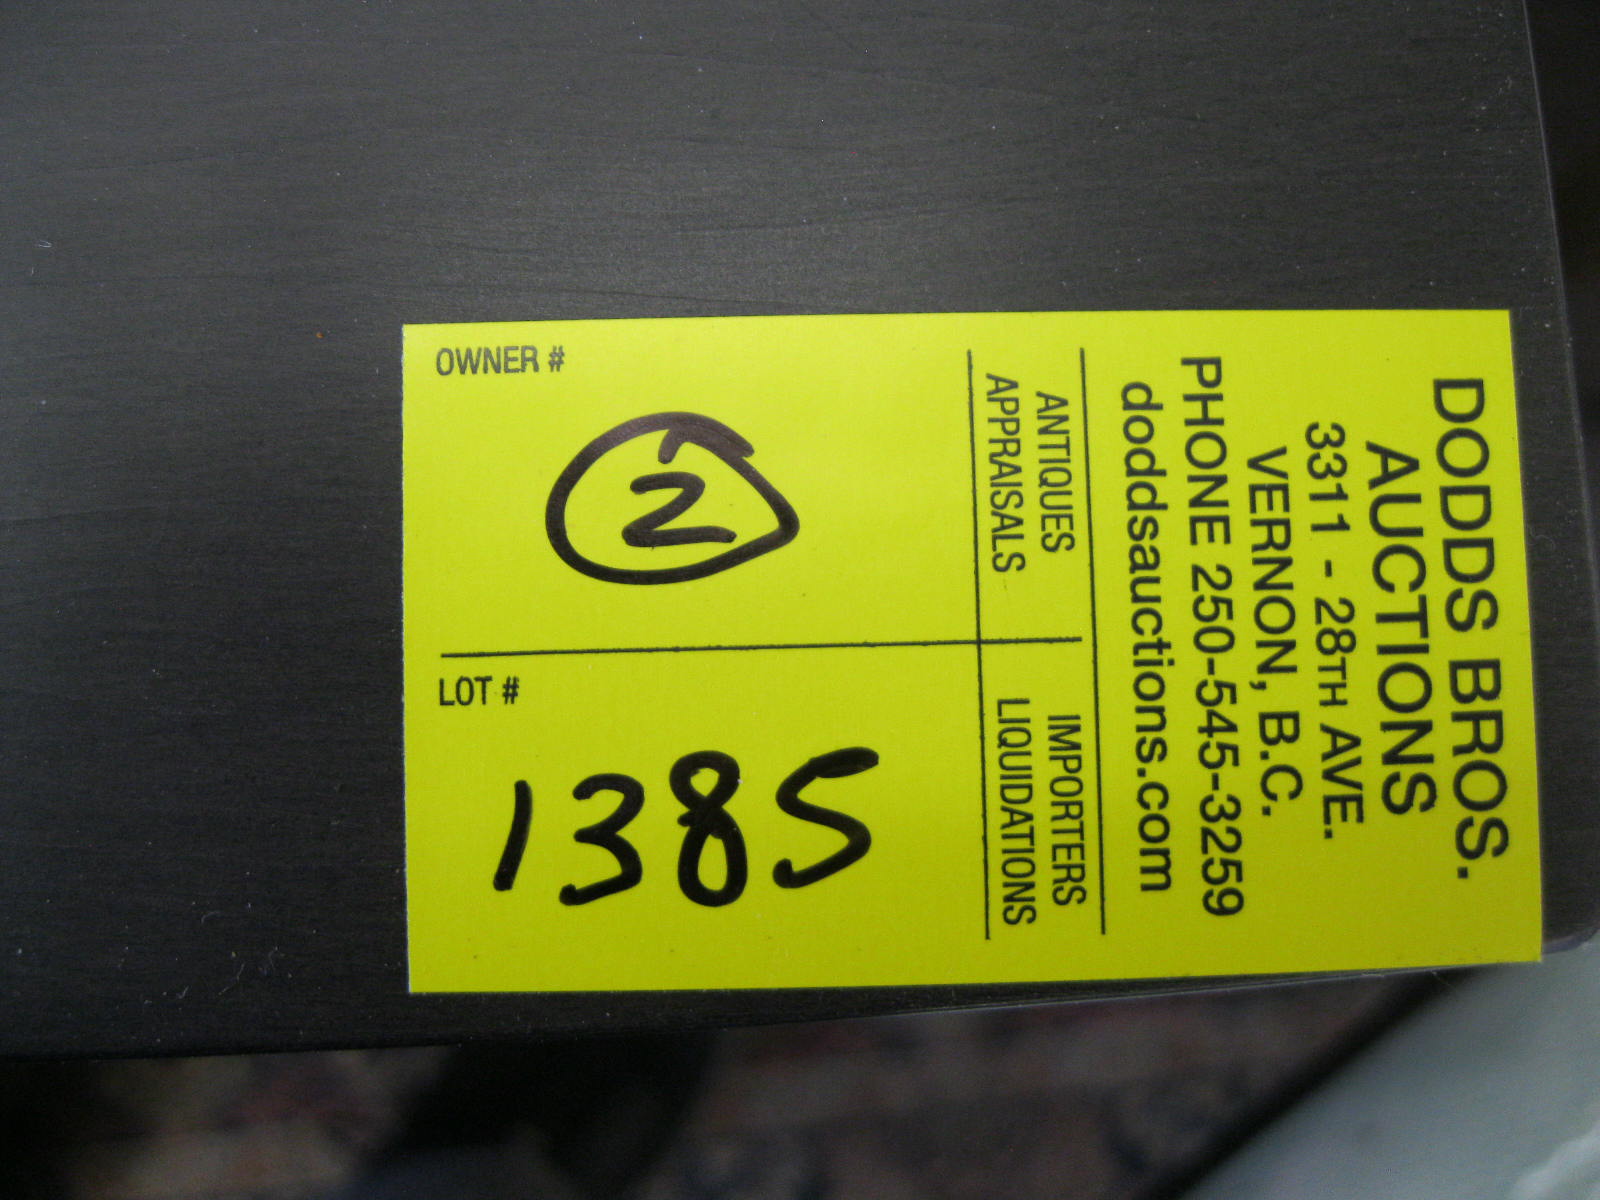 DODDS BROS.
AUCTIONS
3311 - 28TH AVE.
VERNON, B.C.
PHONE 250-545-3259
doddsauctions.com
ANTIQUES
APPRAISALS
IMPORTERS
LIQUIDATIONS
OWNER #
2
LOT #
1385